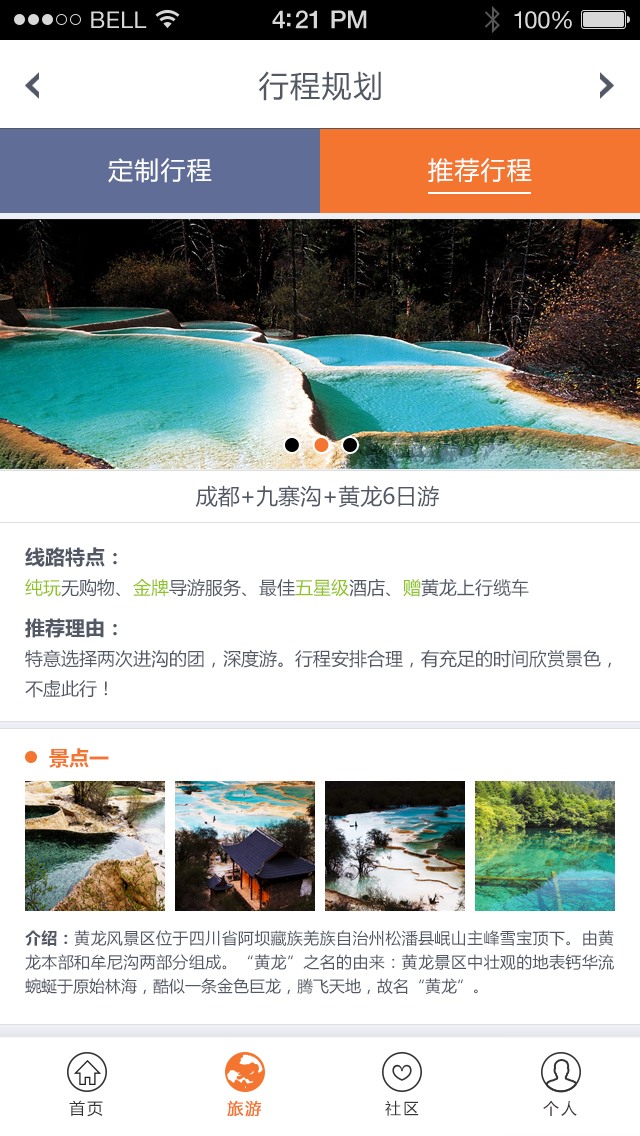 BELL 4:21 PM 100%
行程规划
定制行程 推荐行程
成都+九寨沟+黄龙6日游
线路特点：
纯玩无购物、金牌导游服务、最佳五星级酒店、赠黄龙上行缆车
推荐理由：
特意选择两次进沟的团，深度游。行程安排合理，有充足的时间欣赏景色，
不虚此行！
景点一
介绍：黄龙风景区位于四川省阿坝藏族羌族自治州松潘县岷山主峰雪宝顶下。由黄
龙本部和牟尼沟两部分组成。“黄龙”之名的由来：黄龙景区中壮观的地表钙华流
蜿蜒于原始林海，酷似一条金色巨龙，腾飞天地，故名“黄龙”。
首页 旅游 社区 个人